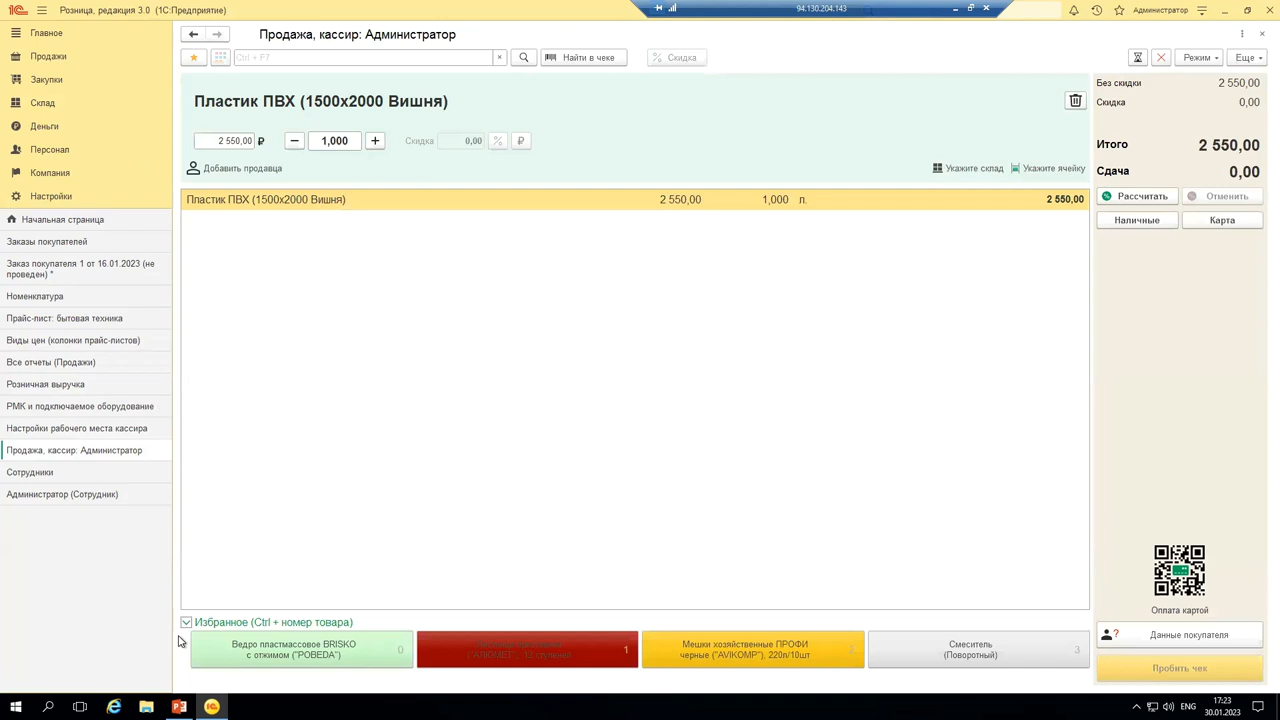 Розница, редакция 3.0 (1С:Предприятие)
94.130.204.143
Администратор
Главное
Продажи
Закупки
Склад
Деньги
Персонал
Компания
Настройки
Начальная страница
Заказы покупателей
Заказ покупателя 1 от 16.01.2023 (не
проведен) *
Номенклатура
Прайс-лист: бытовая техника
Виды цен (колонки прайс-листов)
Все отчеты (Продажи)
Розничная выручка
РМК и подключаемое оборудование
Настройки рабочего места кассира
Продажа, кассир: Администратор
Сотрудники
Администратор (Сотрудник)
Продажа, кассир: Администратор
Ctrl + F7
Найти в чеке
% Скидка
Режим
Еще
Пластик ПВХ (1500х2000 Вишня)
2 550,00 ₽
1,000
Скидка 0,00 % ₽
Добавить продавца
Укажите склад
Укажите ячейку
Пластик ПВХ (1500х2000 Вишня) 2 550,00 1,000 л. 2 550,00
Избранное (Ctrl + номер товара)
Ведро пластмассовое BRISKO
с отжимом ("POBEDA")
0
1
Мешки хозяйственные ПРОФИ
черные ("AVIKOMP"), 220л/10шт
Смеситель
(Поворотный)
3
Без скидки 2 550,00
Скидка 0,00
Итого 2 550,00
Сдача 0,00
Рассчитать
Отменить
Наличные
Карта
Оплата картой
Данные покупателя
Пробить чек
ENG
17:23
30.01.2023